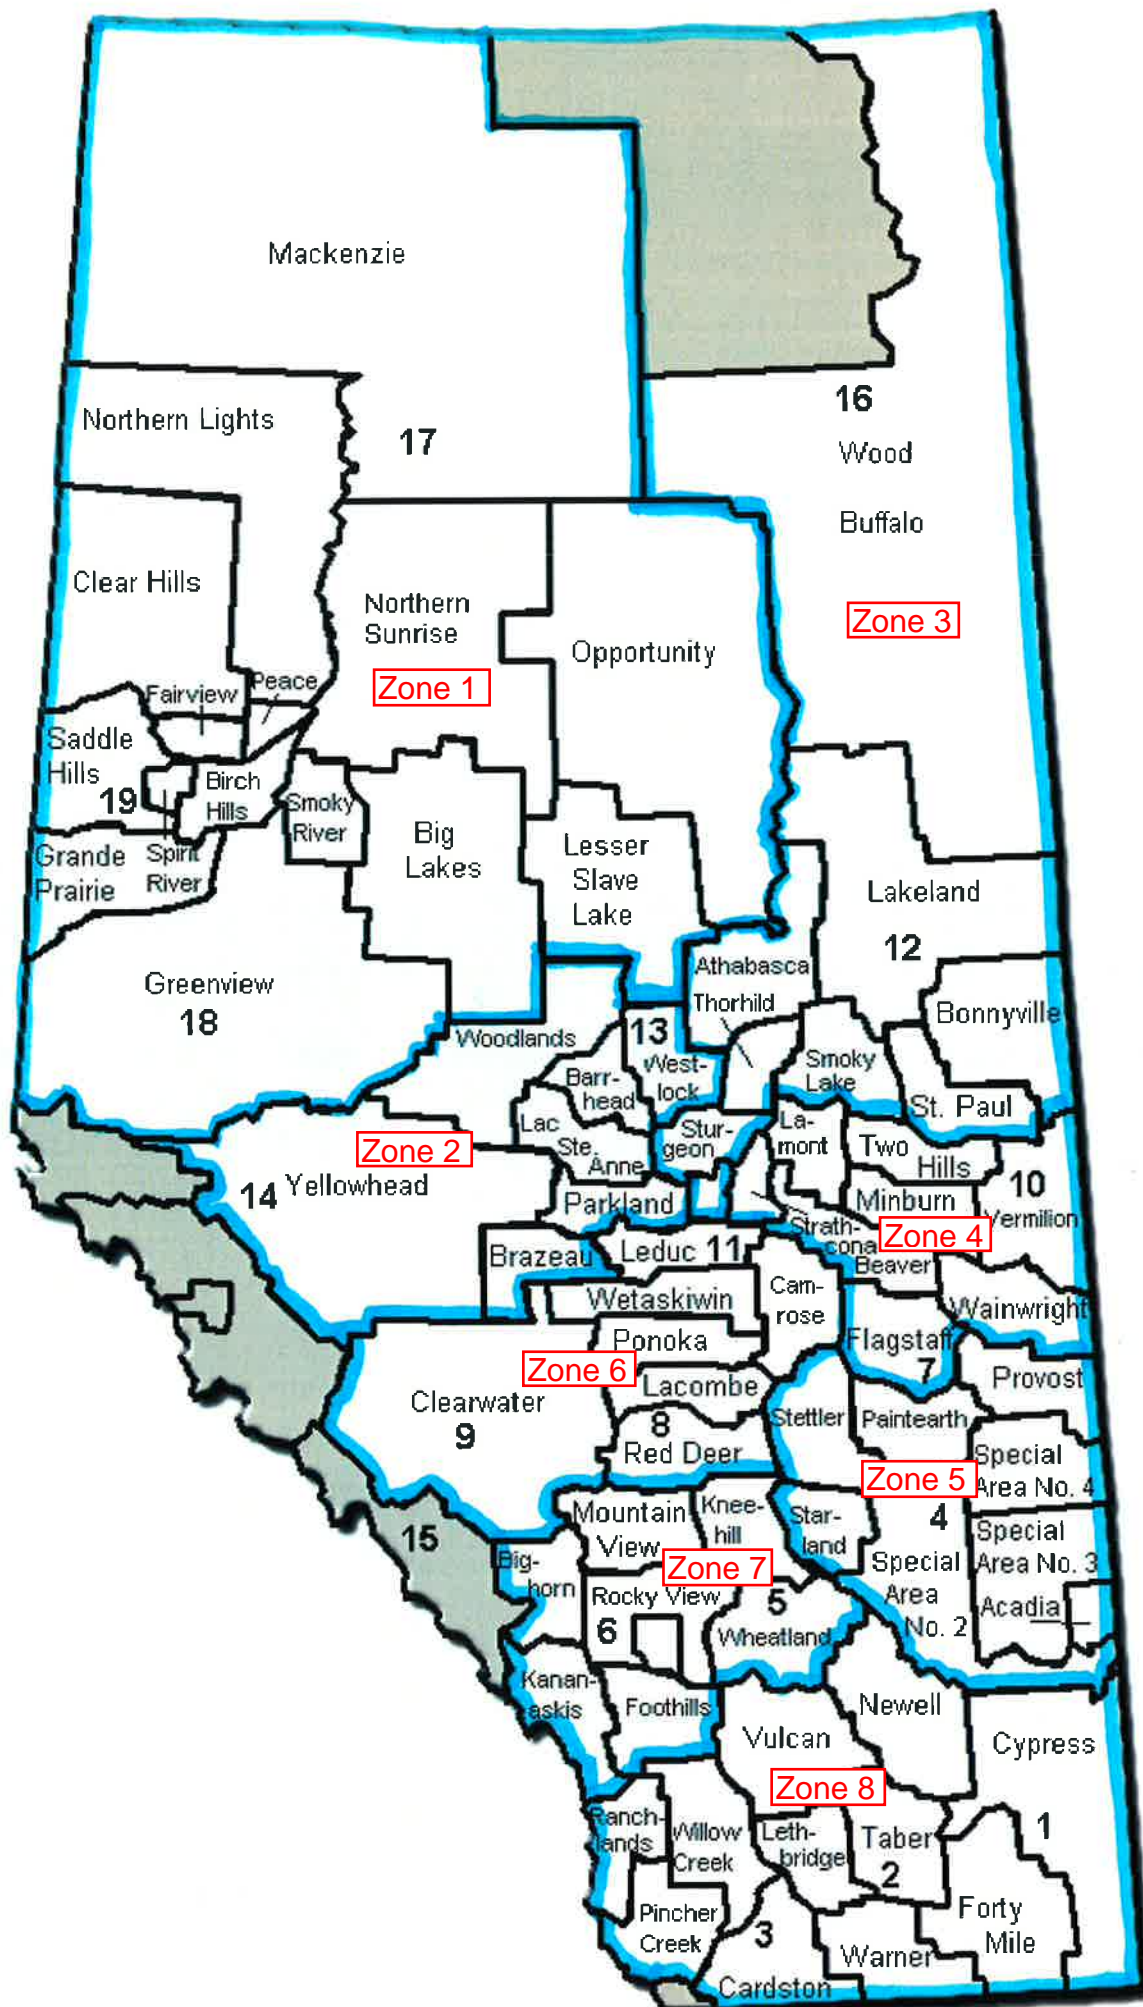 Mackenzie
16
Northern Lights
17
Wood
Buffalo
Clear Hills
Northern
Sunrise
Zone 3
Opportunity
Zone 1
Peace
Fairview
Saddle
Hills
19
Birch
Hills
Smoky
River
Big
Lakes
Lesser
Slave
Lake
Grande
Prairie
Spirit
River
Lakeland
12
Greenview
18
Athabasca
Thorhild
Bonnyville
Woodlands
13
West-
lock
Smoky
Lake
Barr-
head
St. Paul
Lac
Ste.
Anne
Stur-
geon
La-
mont
Two
Hills
Zone 2
14
Yellowhead
Parkland
Minburn
10
Vermilion
Strath-
cona
Zone 4
Beaver
Brazeau
Leduc
11
Wetaskiwin
Cam-
rose
Wainwright
Ponoka
Flagstaff
7
Zone 6
Provost
Clearwater
9
Lacombe
8
Red Deer
Stettler
Paintearth
Zone 5
Special
Area No. 4
Mountain
View
Knee-
hill
Star-
land
4
15
Big-
horn
Zone 7
Special
Area
No. 2
Special
Area No. 3
Acadia
Rocky View
6
5
Wheatland
Kanan-
askis
Foothills
Newell
Vulcan
Cypress
Zone 8
Ranch-
lands
Willow
Creek
Leth-
bridge
Taber
2
1
Pincher
Creek
3
Forty
Mile
Warner
Cardston